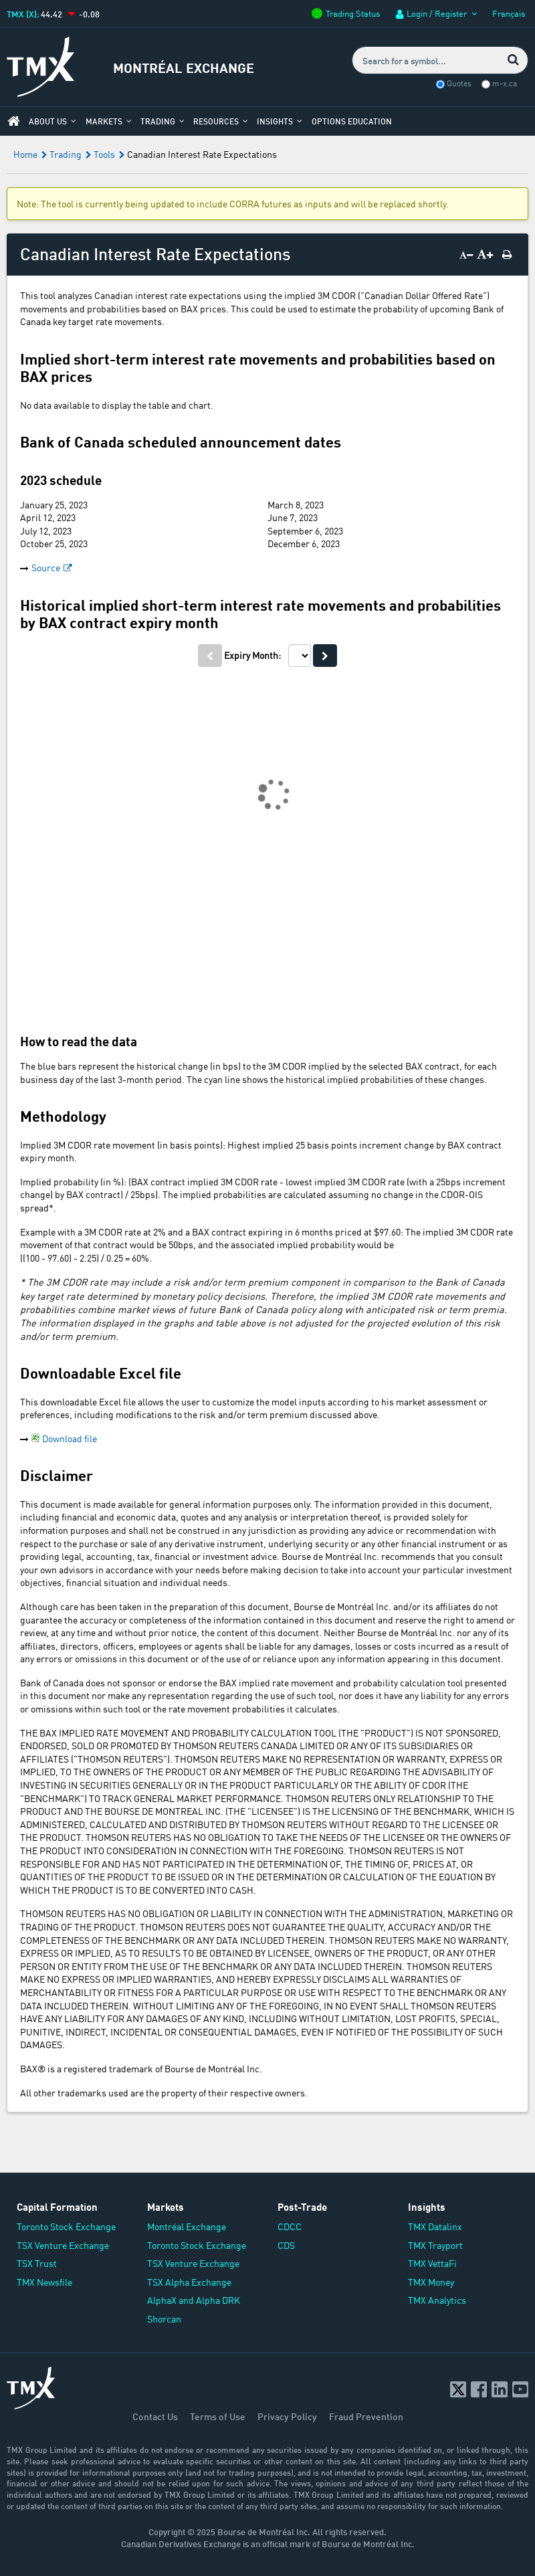 TMX (X): 44.42 -0.08
Trading Status Login / Register Français
TMX
MONTRÉAL EXCHANGE
Search for a symbol...
Quotes m-x.ca
ABOUT US MARKETS TRADING RESOURCES INSIGHTS OPTIONS EDUCATION
Home Trading Tools Canadian Interest Rate Expectations
Note: The tool is currently being updated to include CORRA futures as inputs and will be replaced shortly.
Canadian Interest Rate Expectations
A- A+
This tool analyzes Canadian interest rate expectations using the implied 3M CDOR ("Canadian Dollar Offered Rate")
movements and probabilities based on BAX prices. This could be used to estimate the probability of upcoming Bank of
Canada key target rate movements.
Implied short-term interest rate movements and probabilities based on
BAX prices
No data available to display the table and chart.
Bank of Canada scheduled announcement dates
2023 schedule
January 25, 2023 March 8, 2023
April 12, 2023 June 7, 2023
July 12, 2023 September 6, 2023
October 25, 2023 December 6, 2023
Source
Historical implied short-term interest rate movements and probabilities
by BAX contract expiry month
Expiry Month:
How to read the data
The blue bars represent the historical change (in bps) to the 3M CDOR implied by the selected BAX contract, for each
business day of the last 3-month period. The cyan line shows the historical implied probabilities of these changes.
Methodology
Implied 3M CDOR rate movement (in basis points): Highest implied 25 basis points increment change by BAX contract
expiry month.
Implied probability (in %): (BAX contract implied 3M CDOR rate - lowest implied 3M CDOR rate (with a 25bps increment
change) by BAX contract) / 25bps). The implied probabilities are calculated assuming no change in the CDOR-OIS
spread*.
Example with a 3M CDOR rate at 2% and a BAX contract expiring in 6 months priced at $97.60: The implied 3M CDOR rate
movement of that contract would be 50bps, and the associated implied probability would be
((100 - 97.60) - 2.25) / 0.25 = 60%.
* The 3M CDOR rate may include a risk and/or term premium component in comparison to the Bank of Canada
key target rate determined by monetary policy decisions. Therefore, the implied 3M CDOR rate movements and
probabilities combine market views of future Bank of Canada policy along with anticipated risk or term premia.
The information displayed in the graphs and table above is not adjusted for the projected evolution of this risk
and/or term premium.
Downloadable Excel file
This downloadable Excel file allows the user to customize the model inputs according to his market assessment or
preferences, including modifications to the risk and/or term premium discussed above.
Download file
Disclaimer
This document is made available for general information purposes only. The information provided in this document,
including financial and economic data, quotes and any analysis or interpretation thereof, is provided solely for
information purposes and shall not be construed in any jurisdiction as providing any advice or recommendation with
respect to the purchase or sale of any derivative instrument, underlying security or any other financial instrument or as
providing legal, accounting, tax, financial or investment advice. Bourse de Montréal Inc. recommends that you consult
your own advisors in accordance with your needs before making decision to take into account your particular investment
objectives, financial situation and individual needs.
Although care has been taken in the preparation of this document, Bourse de Montréal Inc. and/or its affiliates do not
guarantee the accuracy or completeness of the information contained in this document and reserve the right to amend or
review, at any time and without prior notice, the content of this document. Neither Bourse de Montréal Inc. nor any of its
affiliates, directors, officers, employees or agents shall be liable for any damages, losses or costs incurred as a result of
any errors or omissions in this document or of the use of or reliance upon any information appearing in this document.
Bank of Canada does not sponsor or endorse the BAX implied rate movement and probability calculation tool presented
in this document nor make any representation regarding the use of such tool, nor does it have any liability for any errors
or omissions within such tool or the rate movement probabilities it calculates.
THE BAX IMPLIED RATE MOVEMENT AND PROBABILITY CALCULATION TOOL (THE "PRODUCT") IS NOT SPONSORED,
ENDORSED, SOLD OR PROMOTED BY THOMSON REUTERS CANADA LIMITED OR ANY OF ITS SUBSIDIARIES OR
AFFILIATES ("THOMSON REUTERS"). THOMSON REUTERS MAKE NO REPRESENTATION OR WARRANTY, EXPRESS OR
IMPLIED, TO THE OWNERS OF THE PRODUCT OR ANY MEMBER OF THE PUBLIC REGARDING THE ADVISABILITY OF
INVESTING IN SECURITIES GENERALLY OR IN THE PRODUCT PARTICULARLY OR THE ABILITY OF CDOR (THE
"BENCHMARK") TO TRACK GENERAL MARKET PERFORMANCE. THOMSON REUTERS ONLY RELATIONSHIP TO THE
PRODUCT AND THE BOURSE DE MONTREAL INC. (THE "LICENSEE") IS THE LICENSING OF THE BENCHMARK, WHICH IS
ADMINISTERED, CALCULATED AND DISTRIBUTED BY THOMSON REUTERS WITHOUT REGARD TO THE LICENSEE OR
THE PRODUCT. THOMSON REUTERS HAS NO OBLIGATION TO TAKE THE NEEDS OF THE LICENSEE OR THE OWNERS OF
THE PRODUCT INTO CONSIDERATION IN CONNECTION WITH THE FOREGOING. THOMSON REUTERS IS NOT
RESPONSIBLE FOR AND HAS NOT PARTICIPATED IN THE DETERMINATION OF, THE TIMING OF, PRICES AT, OR
QUANTITIES OF THE PRODUCT TO BE ISSUED OR IN THE DETERMINATION OR CALCULATION OF THE EQUATION BY
WHICH THE PRODUCT IS TO BE CONVERTED INTO CASH.
THOMSON REUTERS HAS NO OBLIGATION OR LIABILITY IN CONNECTION WITH THE ADMINISTRATION, MARKETING OR
TRADING OF THE PRODUCT. THOMSON REUTERS DOES NOT GUARANTEE THE QUALITY, ACCURACY AND/OR THE
COMPLETENESS OF THE BENCHMARK OR ANY DATA INCLUDED THEREIN. THOMSON REUTERS MAKE NO WARRANTY,
EXPRESS OR IMPLIED, AS TO RESULTS TO BE OBTAINED BY LICENSEE, OWNERS OF THE PRODUCT, OR ANY OTHER
PERSON OR ENTITY FROM THE USE OF THE BENCHMARK OR ANY DATA INCLUDED THEREIN. THOMSON REUTERS
MAKE NO EXPRESS OR IMPLIED WARRANTIES, AND HEREBY EXPRESSLY DISCLAIMS ALL WARRANTIES OF
MERCHANTABILITY OR FITNESS FOR A PARTICULAR PURPOSE OR USE WITH RESPECT TO THE BENCHMARK OR ANY
DATA INCLUDED THEREIN. WITHOUT LIMITING ANY OF THE FOREGOING, IN NO EVENT SHALL THOMSON REUTERS
HAVE ANY LIABILITY FOR ANY DAMAGES OF ANY KIND, INCLUDING WITHOUT LIMITATION, LOST PROFITS, SPECIAL,
PUNITIVE, INDIRECT, INCIDENTAL OR CONSEQUENTIAL DAMAGES, EVEN IF NOTIFIED OF THE POSSIBILITY OF SUCH
DAMAGES.
BAX® is a registered trademark of Bourse de Montréal Inc.
All other trademarks used are the property of their respective owners.
Capital Formation Markets Post-Trade Insights
Toronto Stock Exchange Montréal Exchange CDCC TMX Datalinx
TSX Venture Exchange Toronto Stock Exchange CDS TMX Trayport
TSX Trust TSX Venture Exchange TMX VettaFi
TMX Newsfile TSX Alpha Exchange TMX Money
AlphaX and Alpha DRK TMX Analytics
Shorcan
TMX
Contact Us Terms of Use Privacy Policy Fraud Prevention
TMX Group Limited and its affiliates do not endorse or recommend any securities issued by any companies identified on, or linked through, this
site. Please seek professional advice to evaluate specific securities or other content on this site. All content (including any links to third party
sites) is provided for informational purposes only (and not for trading purposes), and is not intended to provide legal, accounting, tax, investment,
financial or other advice and should not be relied upon for such advice. The views, opinions and advice of any third party reflect those of the
individual authors and are not endorsed by TMX Group Limited or its affiliates. TMX Group Limited and its affiliates have not prepared, reviewed
or updated the content of third parties on this site or the content of any third party sites, and assume no responsibility for such information.
Copyright © 2025 Bourse de Montréal Inc. All rights reserved.
Canadian Derivatives Exchange is an official mark of Bourse de Montréal Inc.